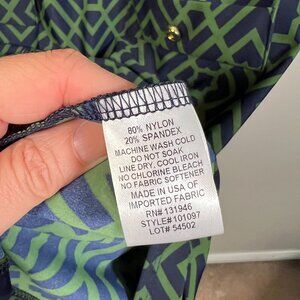 80% NYLON
20% SPANDEX
MACHINE WASH COLD
DO NOT SOAK
LINE DRY, COOL IRON
NO CHLORINE BLEACH
NO FABRIC SOFTENER
MADE IN USA OF
IMPORTED FABRIC
RN# 131946
STYLE# 101097
LOT# 54502